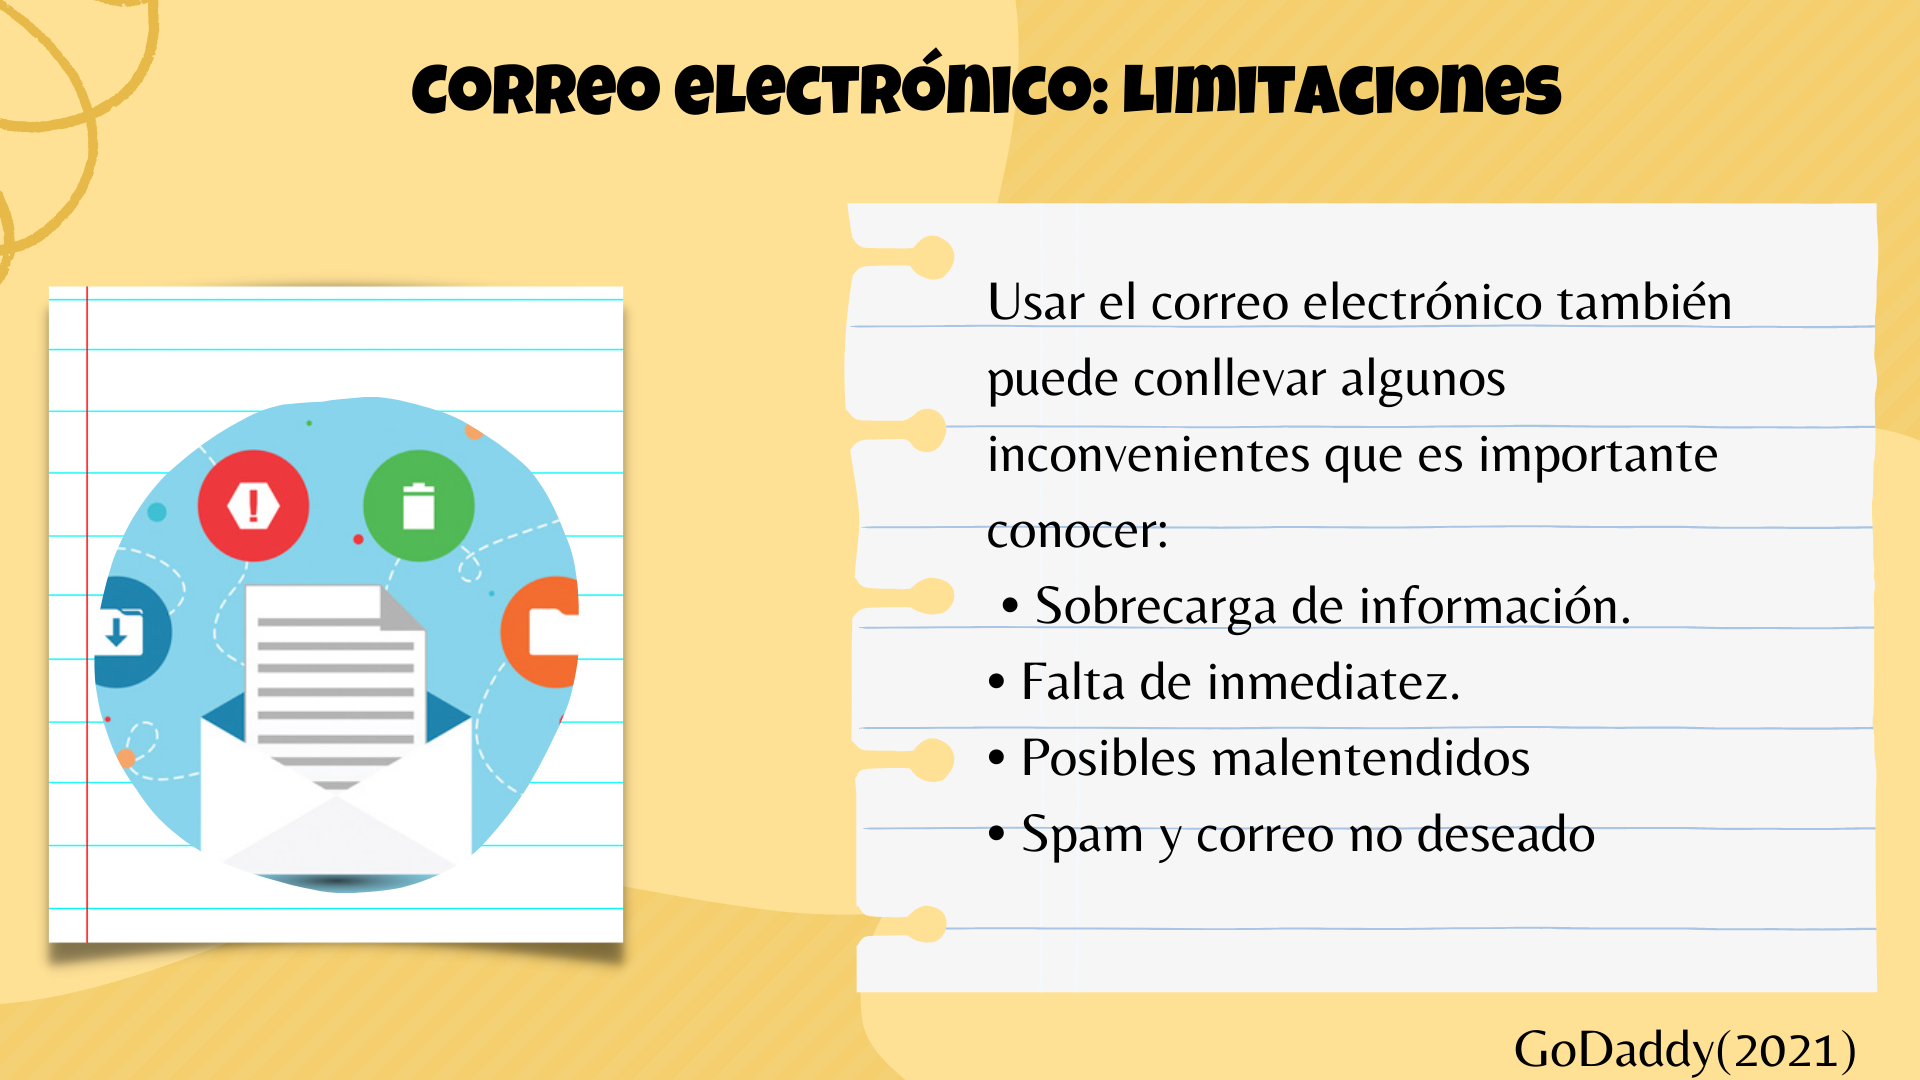 Correo electrónico: Limitaciones
Usar el correo electrónico también
puede conllevar algunos
inconvenientes que es importante
conocer:
• Sobrecarga de información.
• Falta de inmediatez.
• Posibles malentendidos
• Spam y correo no deseado
GoDaddy(2021)